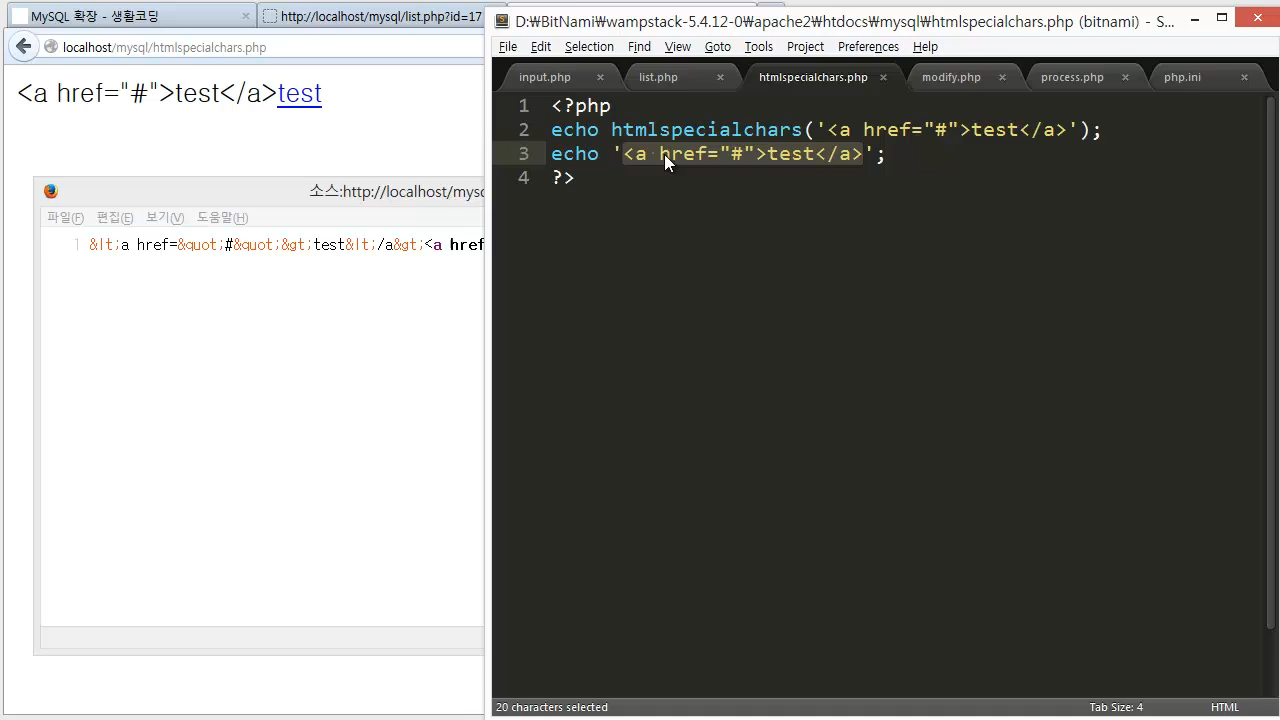 MySQL 확장 - 생활코딩
http://localhost/mysql/list.php?id=17
localhost/mysql/htmlspecialchars.php
<a href="#">test</a>test
소스:http://localhost/mysc
파일(F) 편집(E) 보기(V) 도움말(H)
1 &lt;a href=&quot;#&quot;&gt;test&lt;/a&gt;<a href
D:₩BitNami₩wampstack-5.4.12-0₩apache2₩htdocs₩mysql₩htmlspecialchars.php (bitnami) - S...
File Edit Selection Find View Goto Tools Project Preferences Help
input.php list.php htmlspecialchars.php modify.php process.php php.ini
1 <?php
2 echo htmlspecialchars('<a href="#">test</a>');
3 echo '<a href="#">test</a>';
4 ?>
20 characters selected
Tab Size: 4
HTML